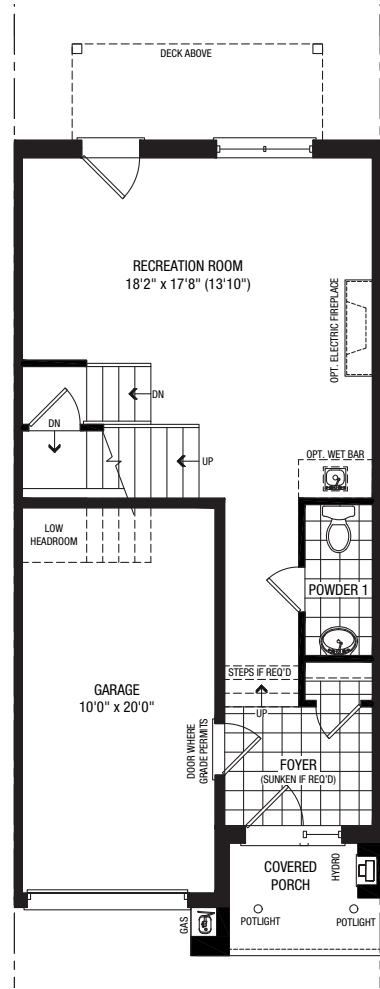 DECK ABOVE
RECREATION ROOM
18'2" x 17'8" (13'10")
OPT. ELECTRIC FIREPLACE
DN
DN
UP
OPT. WET BAR
LOW
HEADROOM
POWDER 1
STEPS IF REQ'D
UP
GARAGE
10'0" x 20'0"
DOOR WHERE
GRADE PERMITS
FOYER
(SUNKEN IF REQ'D)
COVERED
PORCH
HYDRO
GAS
POTLIGHT
POTLIGHT